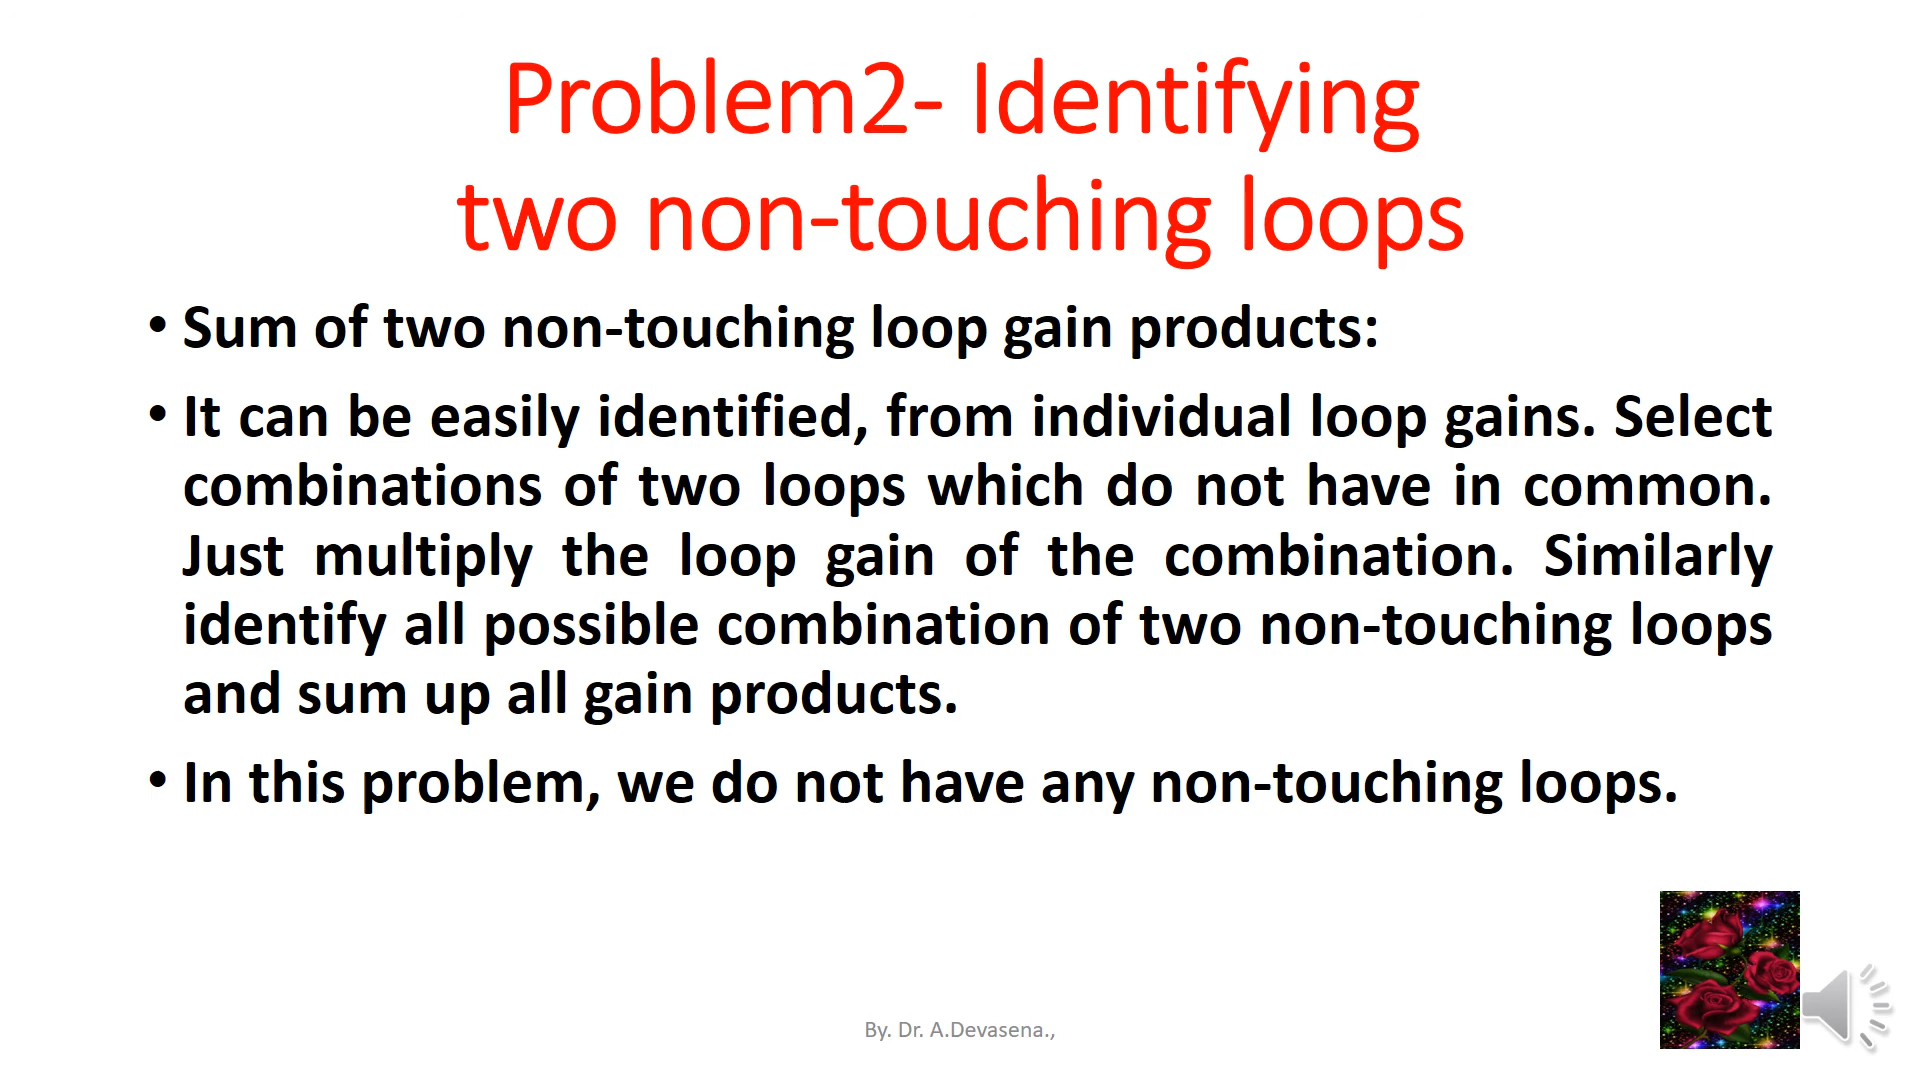 Problem2- Identifying
two non-touching loops
• Sum of two non-touching loop gain products:
• It can be easily identified, from individual loop gains. Select
combinations of two loops which do not have in common.
Just multiply the loop gain of the combination. Similarly
identify all possible combination of two non-touching loops
and sum up all gain products.
• In this problem, we do not have any non-touching loops.
By. Dr. A.Devasena.,